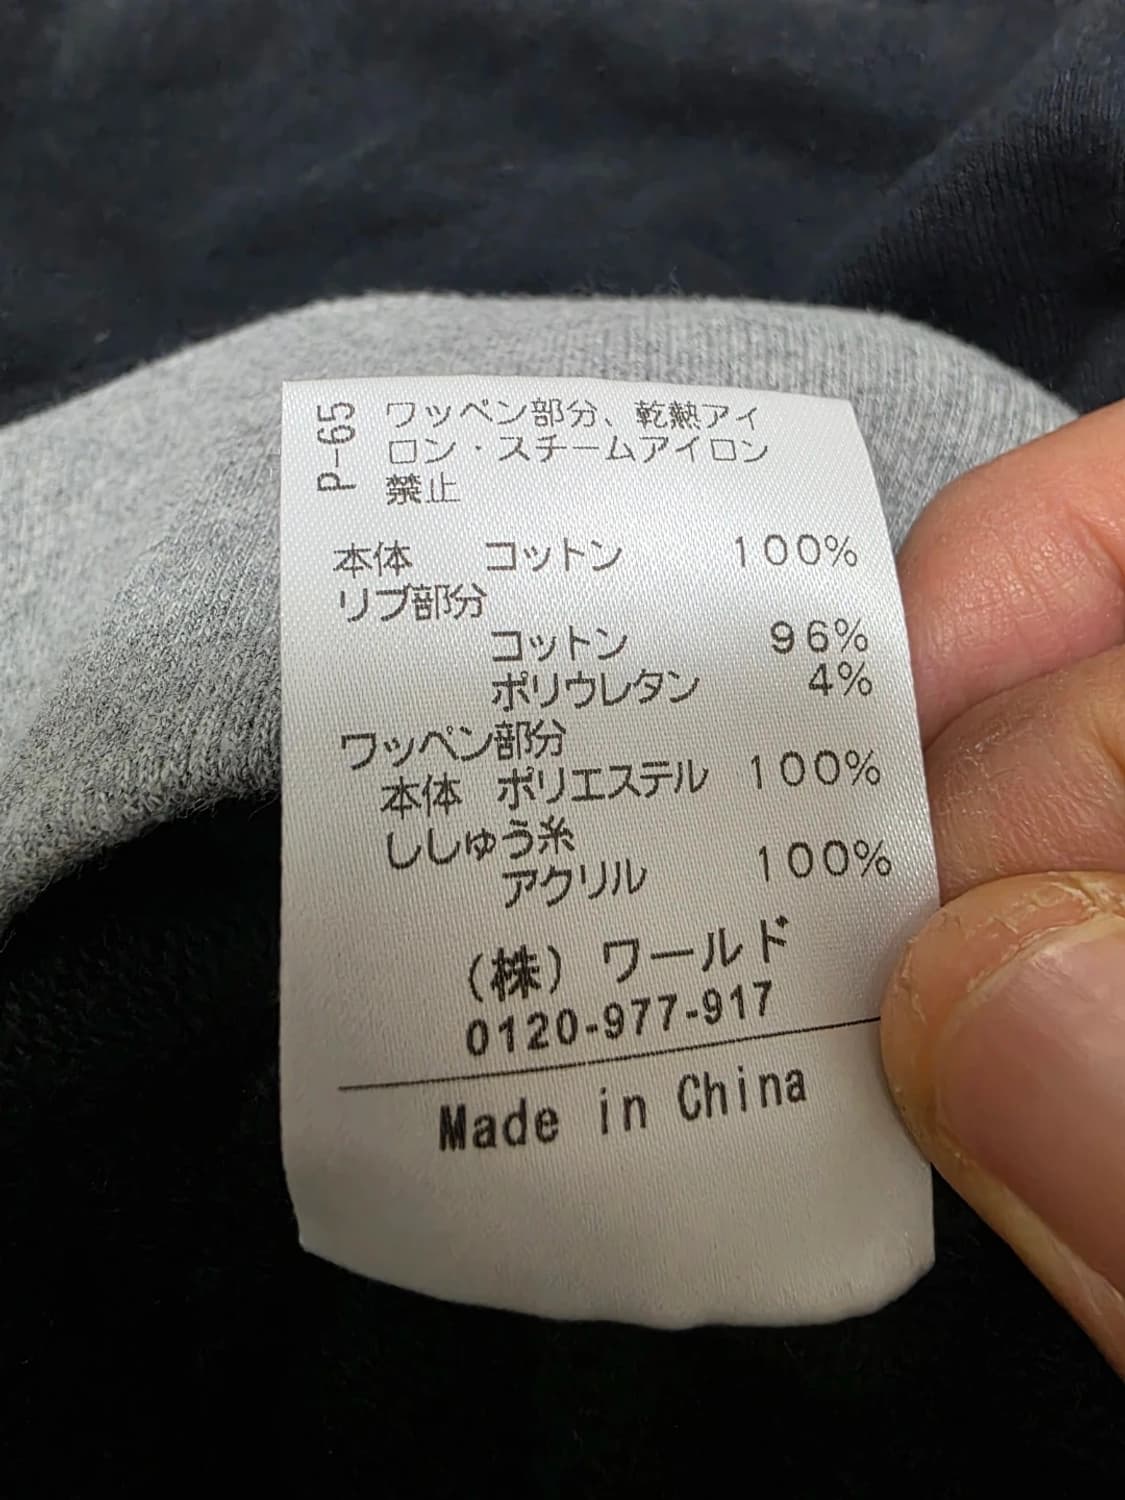 P-65
ワッペン部分、乾熱アイ
ロン・スチームアイロン
禁止
本体 コットン 100%
リブ部分
コットン 96%
ポリウレタン 4%
ワッペン部分
本体 ポリエステル 100%
ししゅう糸
アクリル 100%
(株) ワールド
0120-977-917
Made in China